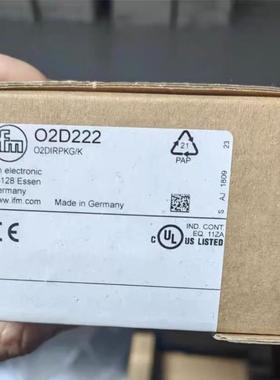 ifm
O2D222
O2DIRPKG/K
electronic
128 Essen
ermany
www.ifm.com
Made in Germany
21
PAP
S AJ 1809 23
CE
C UL US LISTED
IND. CONT.
EQ. 11ZA